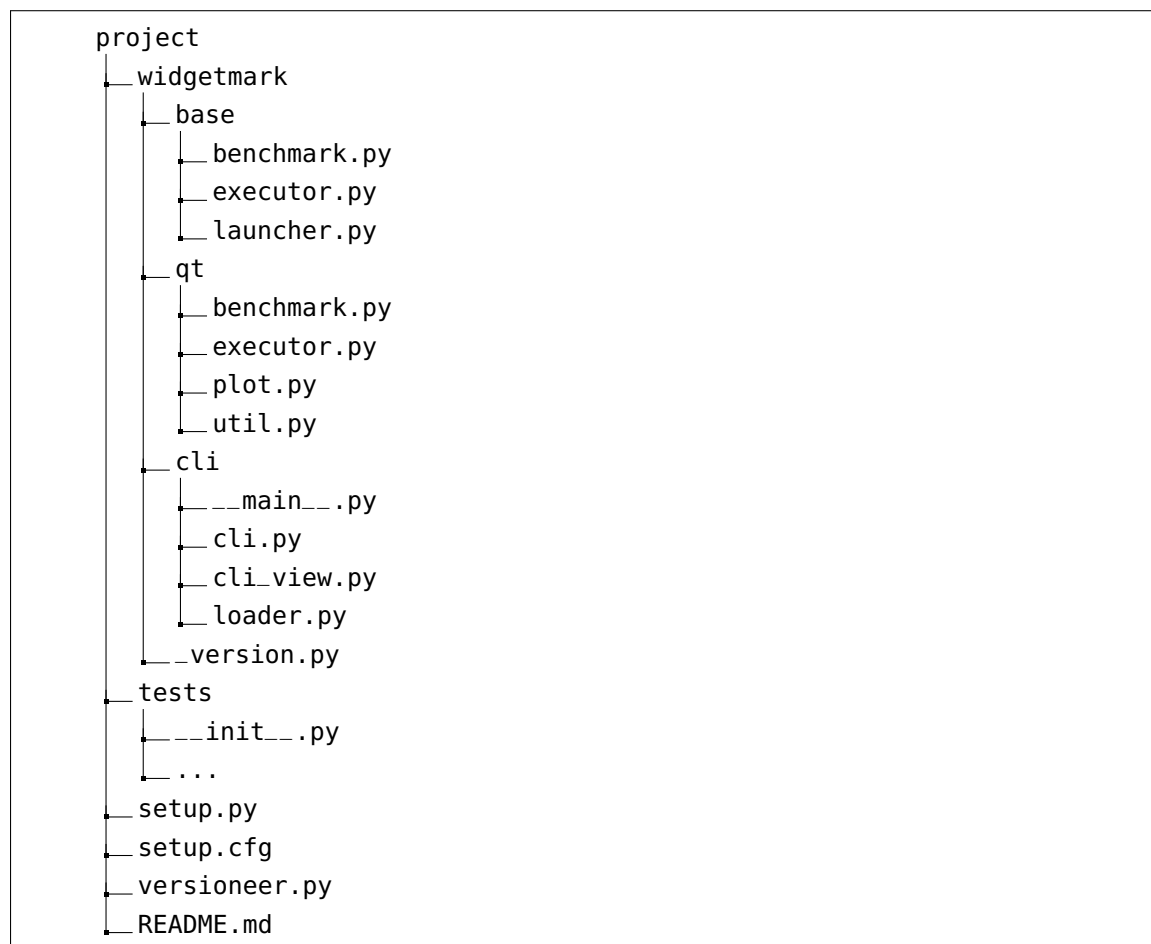 project
widgetmark
base
benchmark.py
executor.py
launcher.py
qt
benchmark.py
executor.py
plot.py
util.py
cli
__main__.py
cli.py
cli_view.py
loader.py
_version.py
tests
__init__.py
...
setup.py
setup.cfg
versioneer.py
README.md